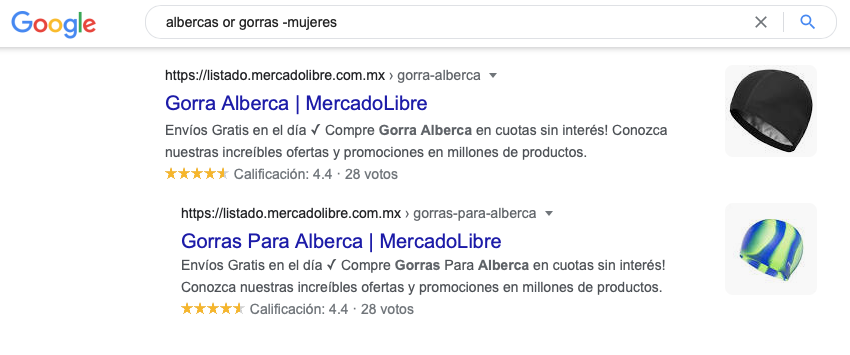 Google
albercas or gorras -mujeres
https://listado.mercadolibre.com.mx › gorra-alberca
Gorra Alberca | MercadoLibre
Envíos Gratis en el día ✓ Compre Gorra Alberca en cuotas sin interés! Conozca
nuestras increíbles ofertas y promociones en millones de productos.
Calificación: 4.4 · 28 votos
https://listado.mercadolibre.com.mx › gorras-para-alberca
Gorras Para Alberca | MercadoLibre
Envíos Gratis en el día ✓ Compre Gorras Para Alberca en cuotas sin interés!
Conozca nuestras increíbles ofertas y promociones en millones de productos.
Calificación: 4.4 · 28 votos